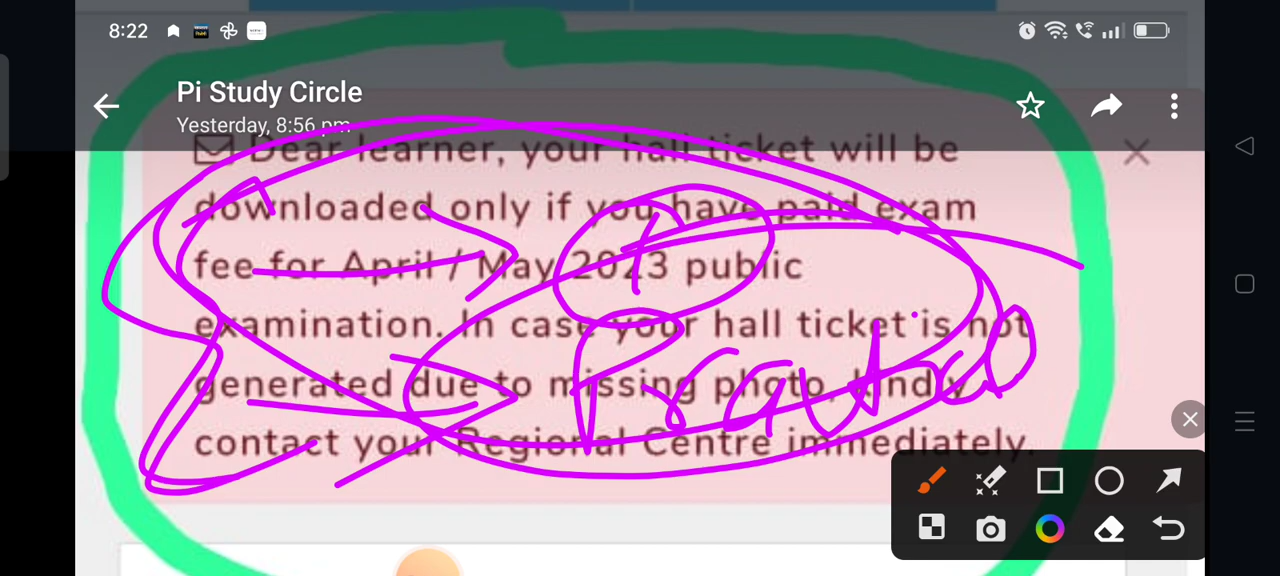 8:22
Pi Study Circle
Yesterday, 8:56 pm
Dear learner, your hall ticket will be
downloaded only if you have paid exam
fee for April / May 2023 public
examination. In case your hall ticket is not
generated due to missing photo, kindly
contact your Regional Centre immediately.